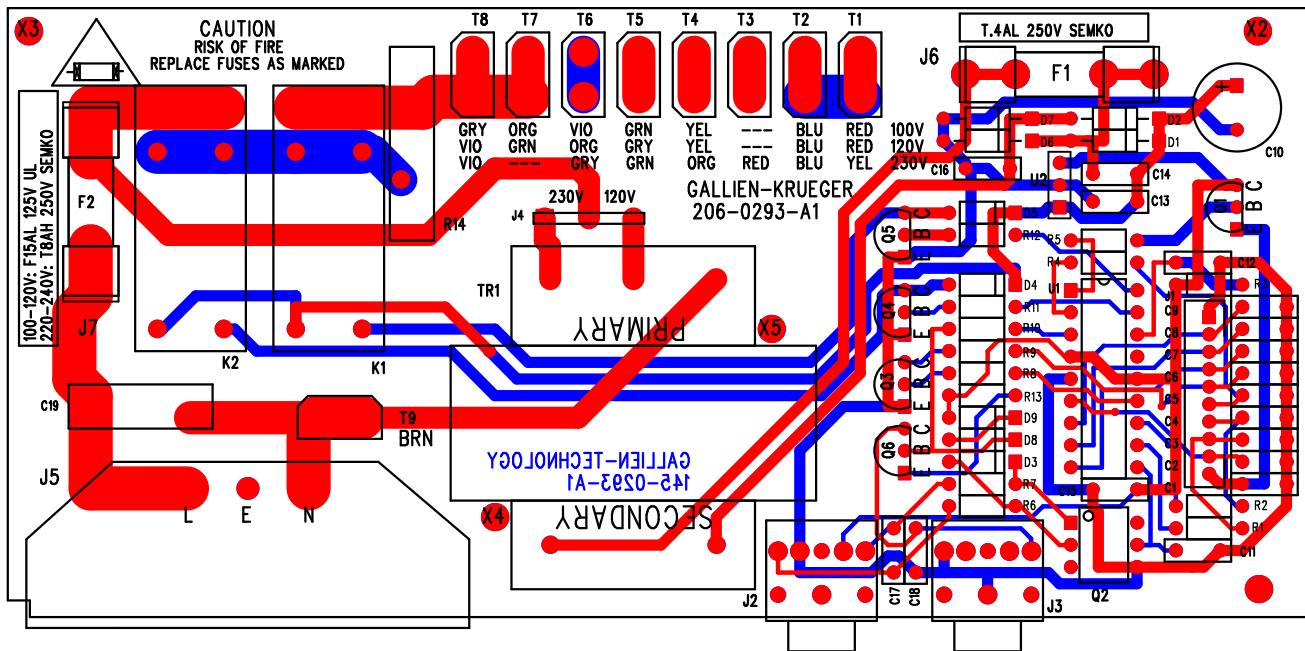 X3
CAUTION
RISK OF FIRE
REPLACE FUSES AS MARKED
T8 T7 T6 T5 T4 T3 T2 T1
T.4AL 250V SEMKO
X2
J6
F1
+
C10
GRY ORG VIO GRN YEL --- BLU RED 100V
VIO GRN ORG GRY YEL --- BLU RED 120V
VIO --- GRY GRN ORG RED BLU YEL 230V
D7 D2
D6 D1
C16
U2
C14
C13
GALLIEN-KRUEGER
206-0293-A1
100-120V: F15AL 125V UL
220-240V: T8AH 250V SEMKO
F2
R14
230V 120V
J4
Q5
E B C
D5
R12
R5
R4
Q1
E B C
C12
TR1
PRIMARY
X5
J7
K2
K1
Q4
E B C
D4
R11
R10
R9
R8
R13
D9
D8
D3
R7
R6
U1
J1
R3
C9
C8
C7
C6
C5
C4
C3
C2
C1
Q3
E B C
Q6
E B C
C19
T9
BRN
GALLIEN-TECHNOLOGY
145-0293-A1
J5
L E N
X4
SECONDARY
C15
R2
R1
C11
J2
C17
C18
J3
Q2